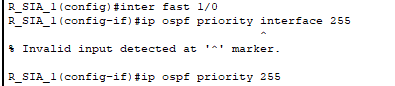 R_SIA_1(config)#inter fast 1/0
R_SIA_1(config-if)#ip ospf priority interface 255
^
% Invalid input detected at '^' marker.
R_SIA_1(config-if)#ip ospf priority 255